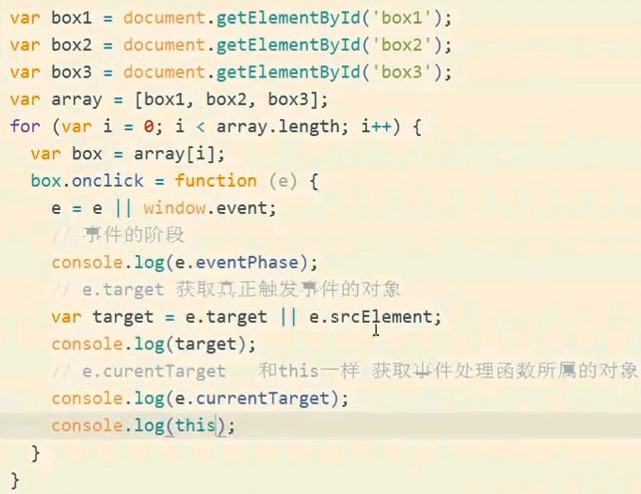 var box1 = document.getElementById('box1');
var box2 = document.getElementById('box2');
var box3 = document.getElementById('box3');
var array = [box1, box2, box3];
for (var i = 0; i < array.length; i++) {
var box = array[i];
box.onclick = function (e) {
e = e || window.event;
// 事件的阶段
console.log(e.eventPhase);
// e.target 获取真正触发事件的对象
var target = e.target || e.srcElement;
console.log(target);
// e.curentTarget 和this一样 获取事件处理函数所属的对象
console.log(e.currentTarget);
console.log(this);
}
}